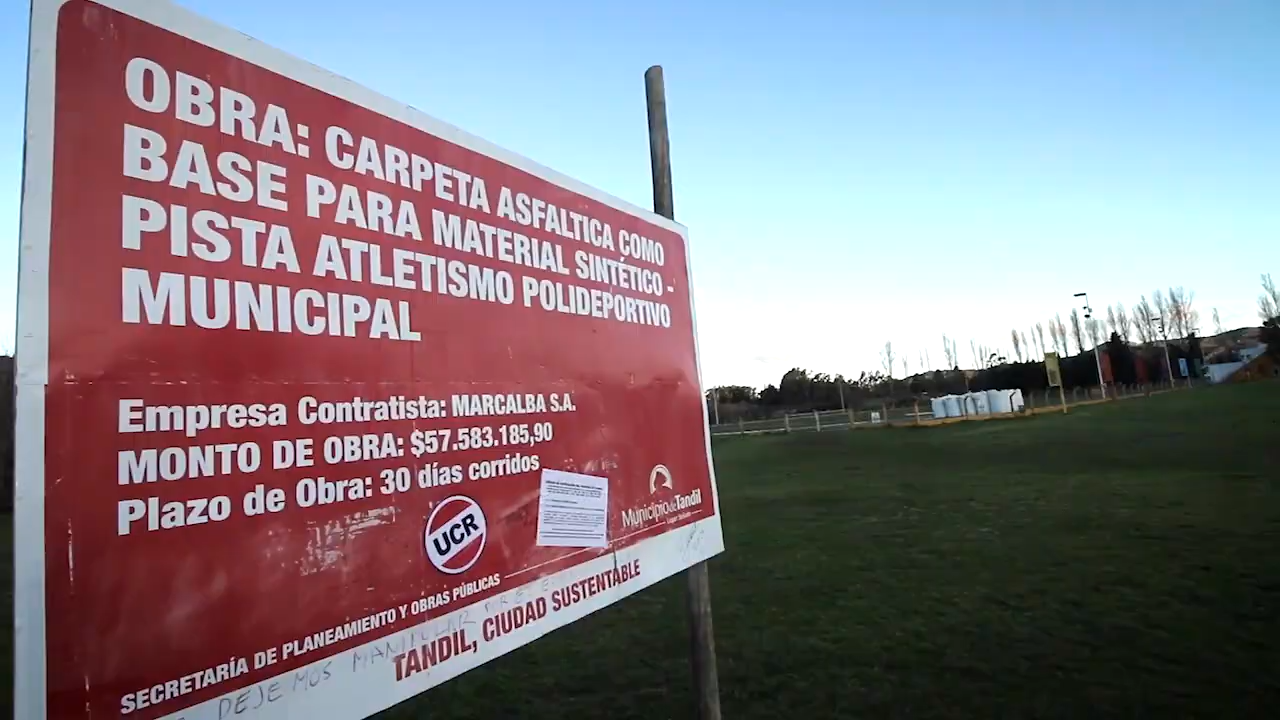 OBRA: CARPETA ASFALTICA COMO
BASE PARA MATERIAL SINTÉTICO -
PISTA ATLETISMO POLIDEPORTIVO
MUNICIPAL
Empresa Contratista: MARCALBA S.A.
MONTO DE OBRA: $57.583.185,90
Plazo de Obra: 30 días corridos
UCR
Municipio de Tandil
SECRETARÍA DE PLANEAMIENTO Y OBRAS PÚBLICAS
TANDIL, CIUDAD SUSTENTABLE
DEJEMOS